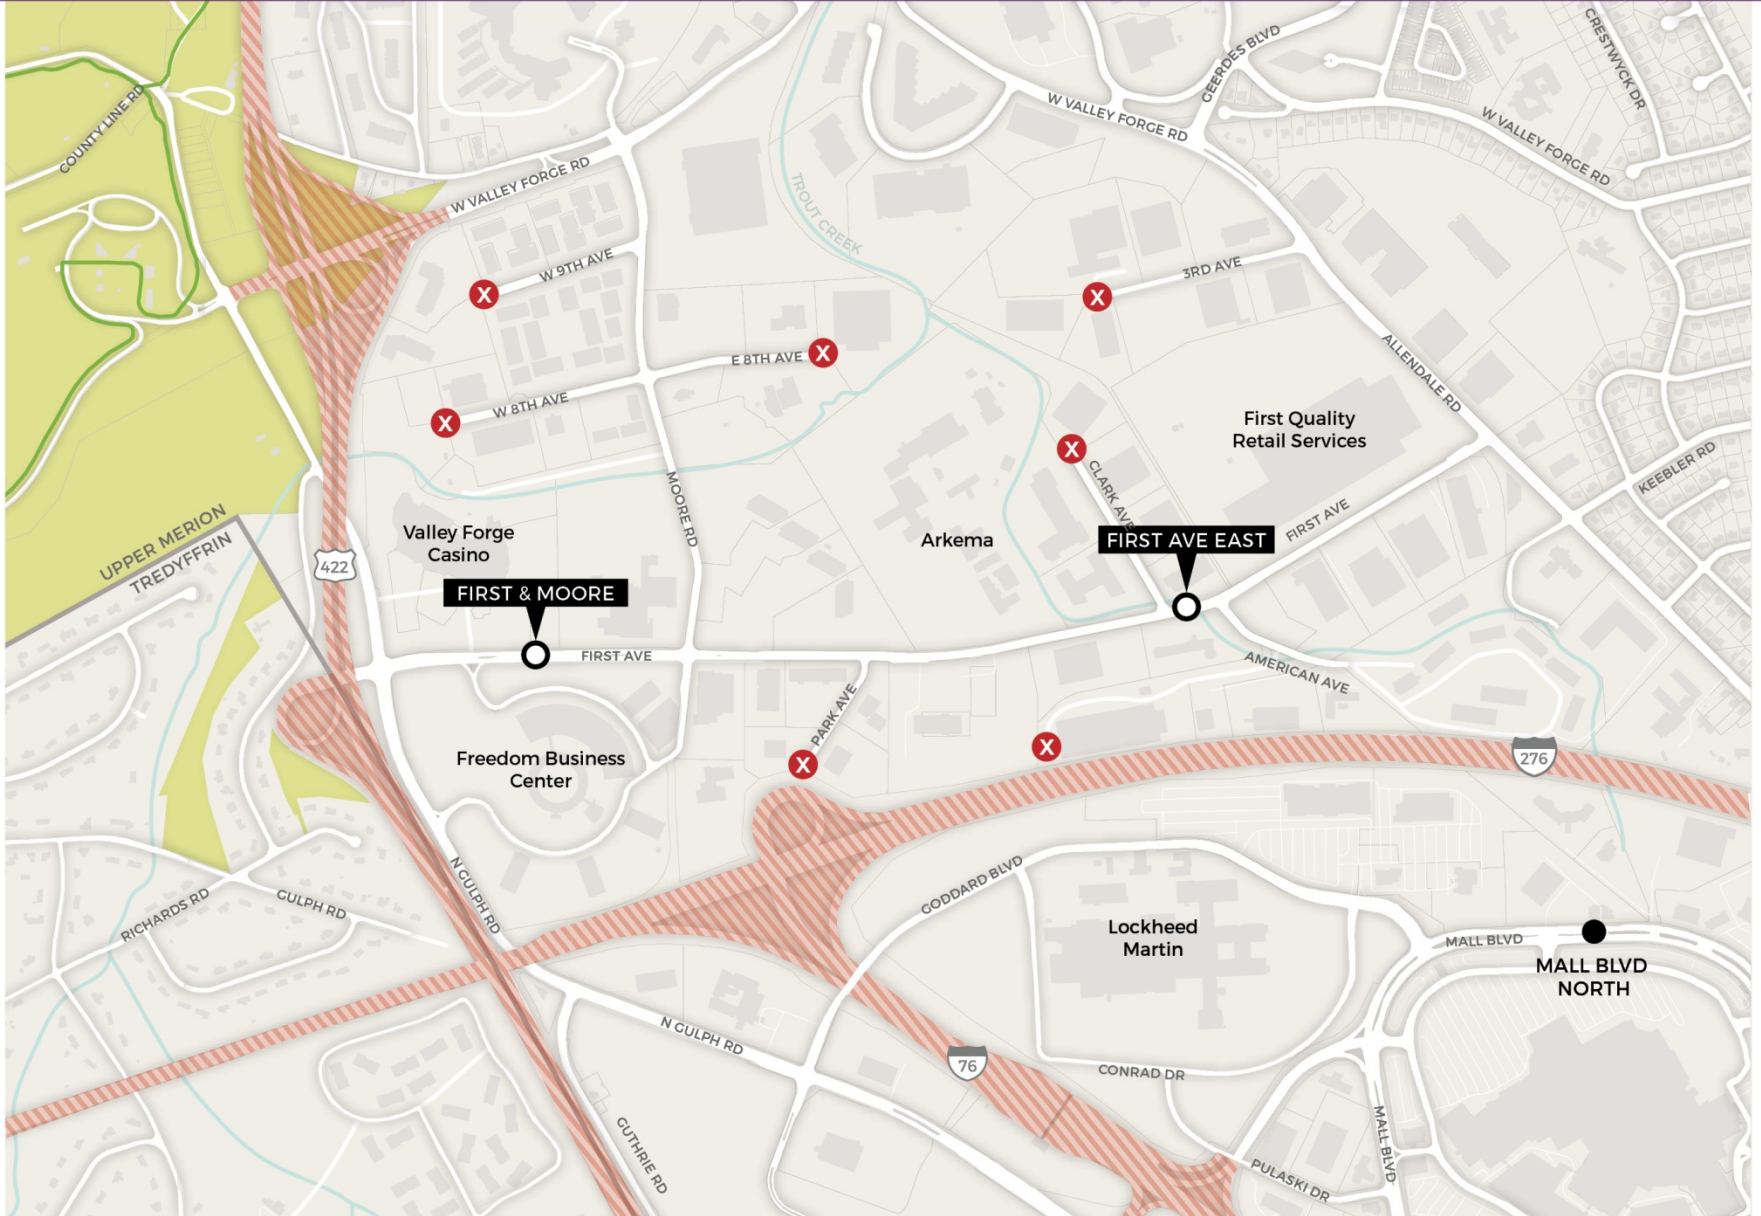 CRESTWYCK DR
GEERDES BLVD
COUNTY LINE RD
W VALLEY FORGE RD
W VALLEY FORGE RD
W VALLEY FORGE RD
TROUT CREEK
W 9TH AVE
X
3RD AVE
X
E 8TH AVE
X
W 8TH AVE
X
ALLENDALE RD
First Quality
Retail Services
X
CLARK AVE
KEEBLER RD
MOORE RD
UPPER MERION
TREDYFFRIN
422
Valley Forge
Casino
Arkema
FIRST AVE
FIRST AVE EAST
FIRST & MOORE
FIRST AVE
AMERICAN AVE
PARK AVE
X
X
276
Freedom Business
Center
N GULPH RD
GODDARD BLVD
RICHARDS RD
GULPH RD
Lockheed
Martin
MALL BLVD
MALL BLVD
NORTH
N GULPH RD
76
CONRAD DR
GUTHRIE RD
MALL BLVD
PULASKI DR